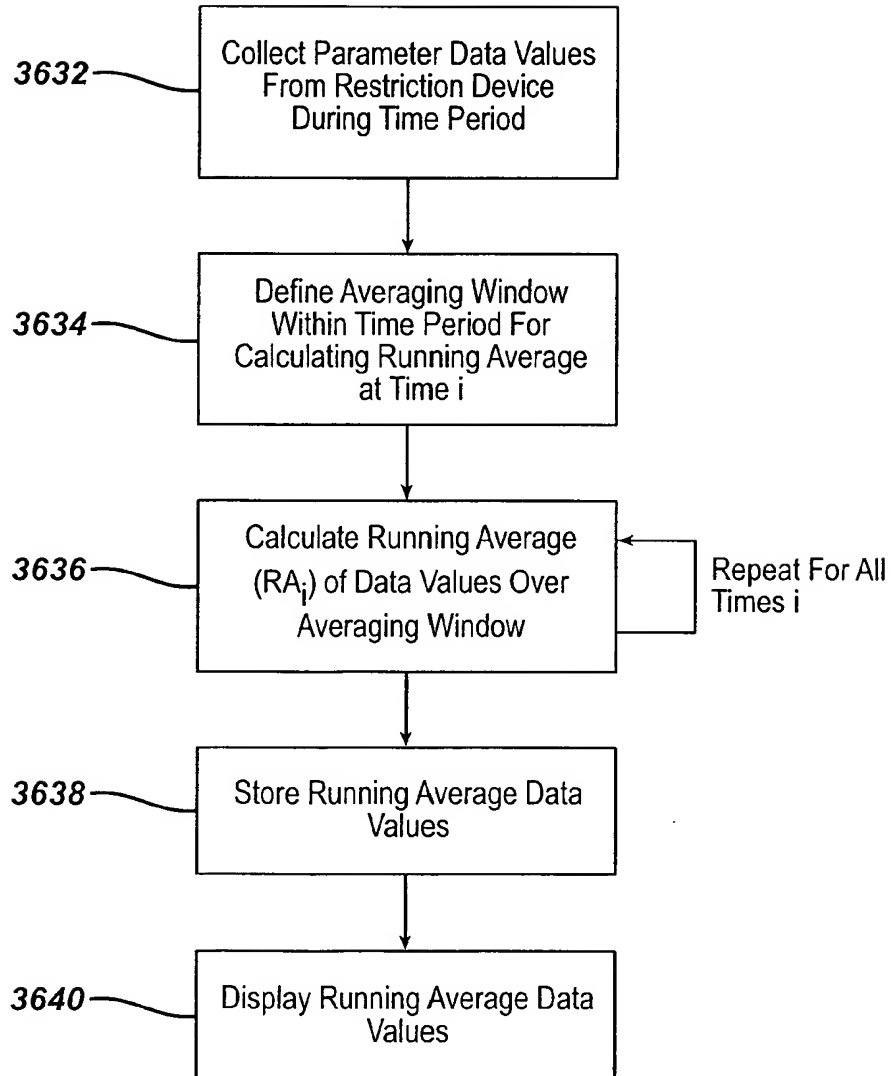 3632
Collect Parameter Data Values
From Restriction Device
During Time Period
3634
Define Averaging Window
Within Time Period For
Calculating Running Average
at Time i
3636
Calculate Running Average
(RAi) of Data Values Over
Averaging Window
Repeat For All
Times i
3638
Store Running Average Data
Values
3640
Display Running Average Data
Values